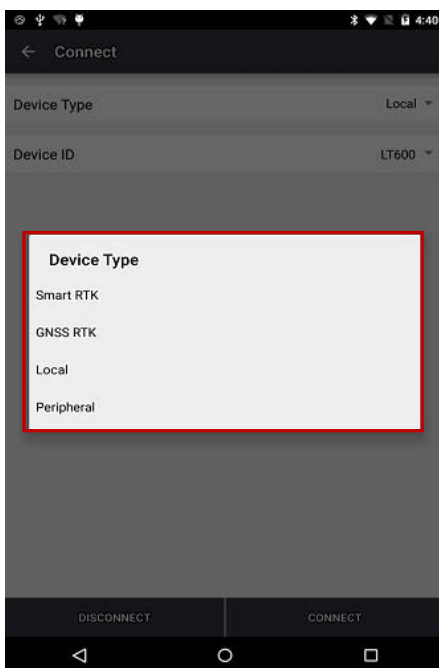 4:40
Connect
Device Type Local
Device ID LT600
Device Type
Smart RTK
GNSS RTK
Local
Peripheral
DISCONNECT CONNECT